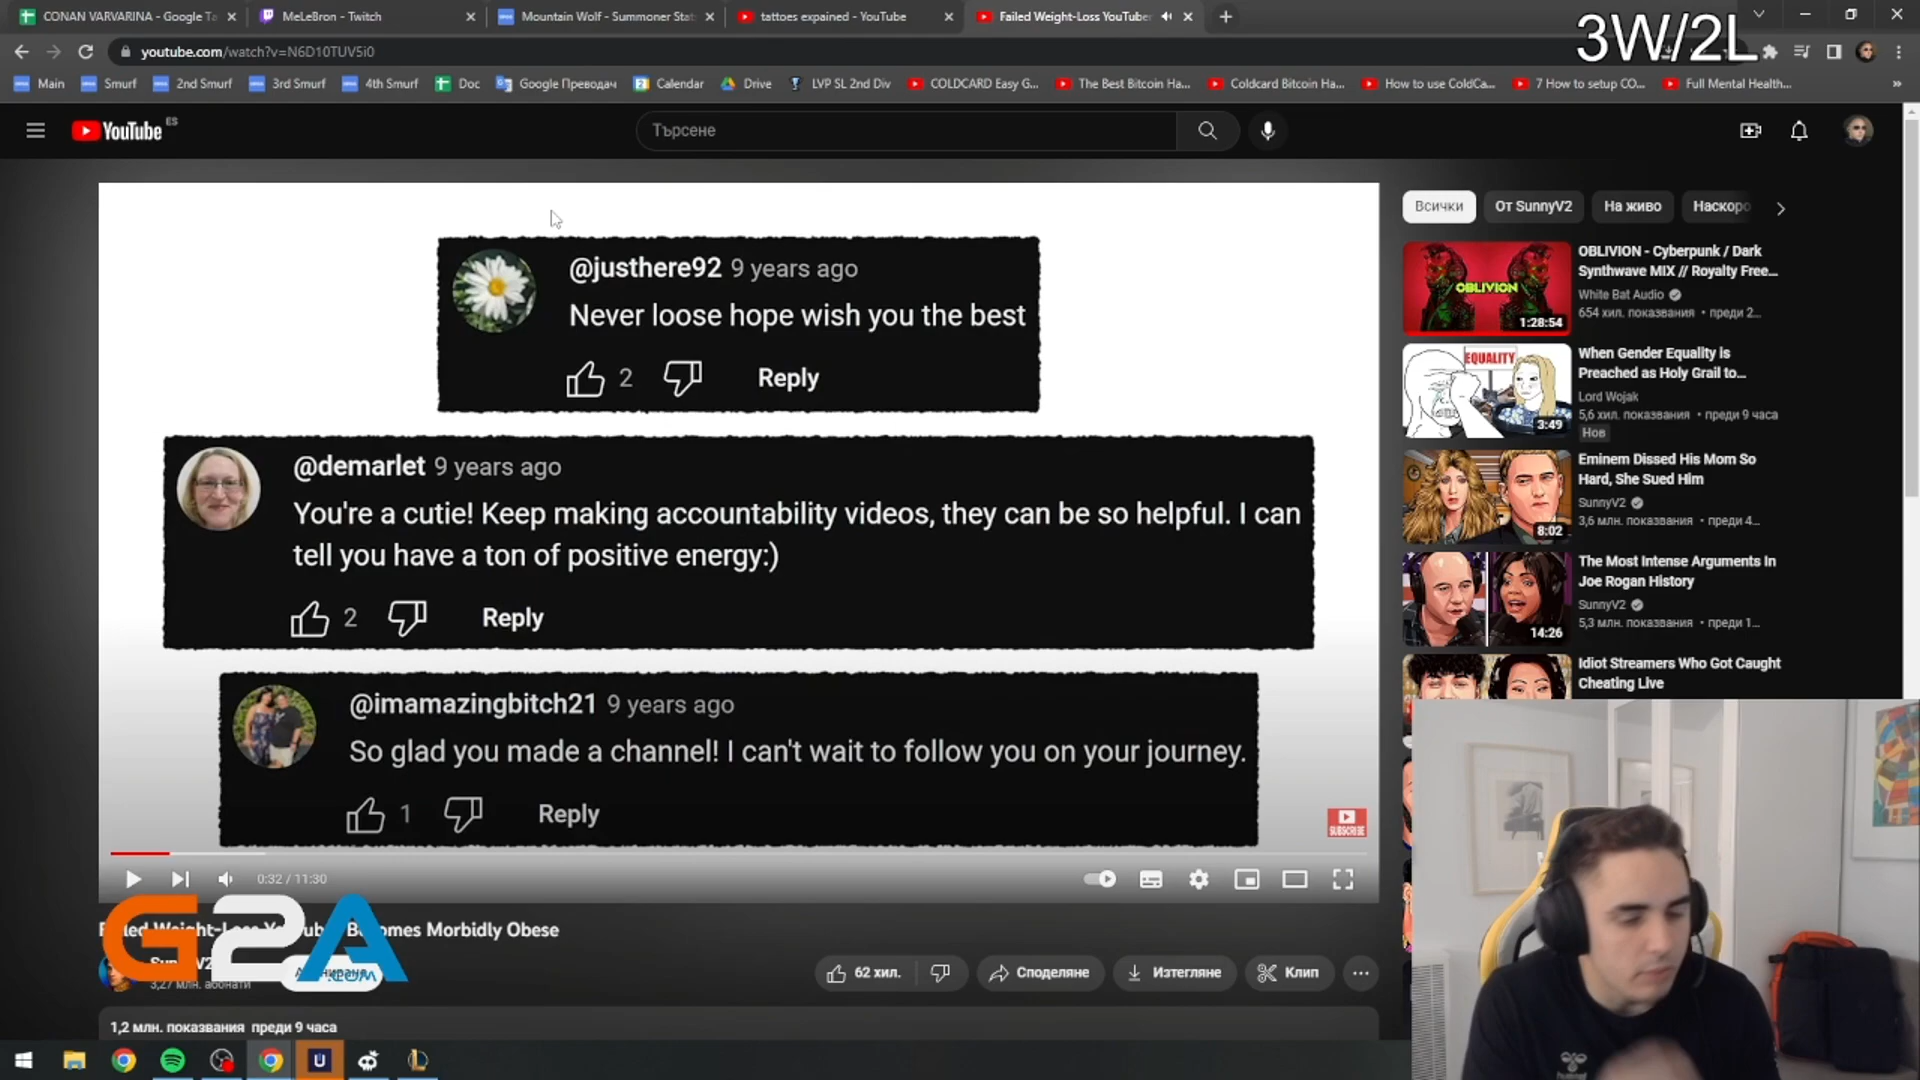 CONAN VARVARINA - Google Ta
MeLeBron - Twitch
Mountain Wolf - Summoner Stat
tattoes expained - YouTube
Failed Weight-Loss YouTuber
3W/2L
youtube.com/watch?v=N6D10TUV5i0
Main
Smurf
2nd Smurf
3rd Smurf
4th Smurf
Doc
Google Преводач
Calendar
Drive
LVP SL 2nd Div
COLDCARD Easy G...
The Best Bitcoin Ha...
Coldcard Bitcoin Ha...
How to use ColdCa...
7 How to setup CO...
Full Mental Health...
YouTube ES
Търсене
@justhere92 9 years ago
Never loose hope wish you the best
2 Reply
@demarlet 9 years ago
You're a cutie! Keep making accountability videos, they can be so helpful. I can
tell you have a ton of positive energy:)
2 Reply
@imamazingbitch21 9 years ago
So glad you made a channel! I can't wait to follow you on your journey.
1 Reply
SUBSCRIBE
0:32 / 11:30
Becomes Morbidly Obese
G2A
.COM
3,27 млн. абонати
62 хил.
Споделяне
Изтегляне
Клип
1,2 млн. показвания преди 9 часа
Всички
От SunnyV2
На живо
Наскоро
OBLIVION - Cyberpunk / Dark
Synthwave MIX // Royalty Free...
White Bat Audio
654 хил. показвания • преди 2...
OBLIVION
1:28:54
When Gender Equality is
Preached as Holy Grail to...
Lord Wojak
5,6 хил. показвания • преди 9 часа
Нов
EQUALITY
3:49
Eminem Dissed His Mom So
Hard, She Sued Him
SunnyV2
3,6 млн. показвания • преди 4...
8:02
The Most Intense Arguments In
Joe Rogan History
SunnyV2
5,3 млн. показвания • преди 1...
14:26
Idiot Streamers Who Got Caught
Cheating Live
hummel